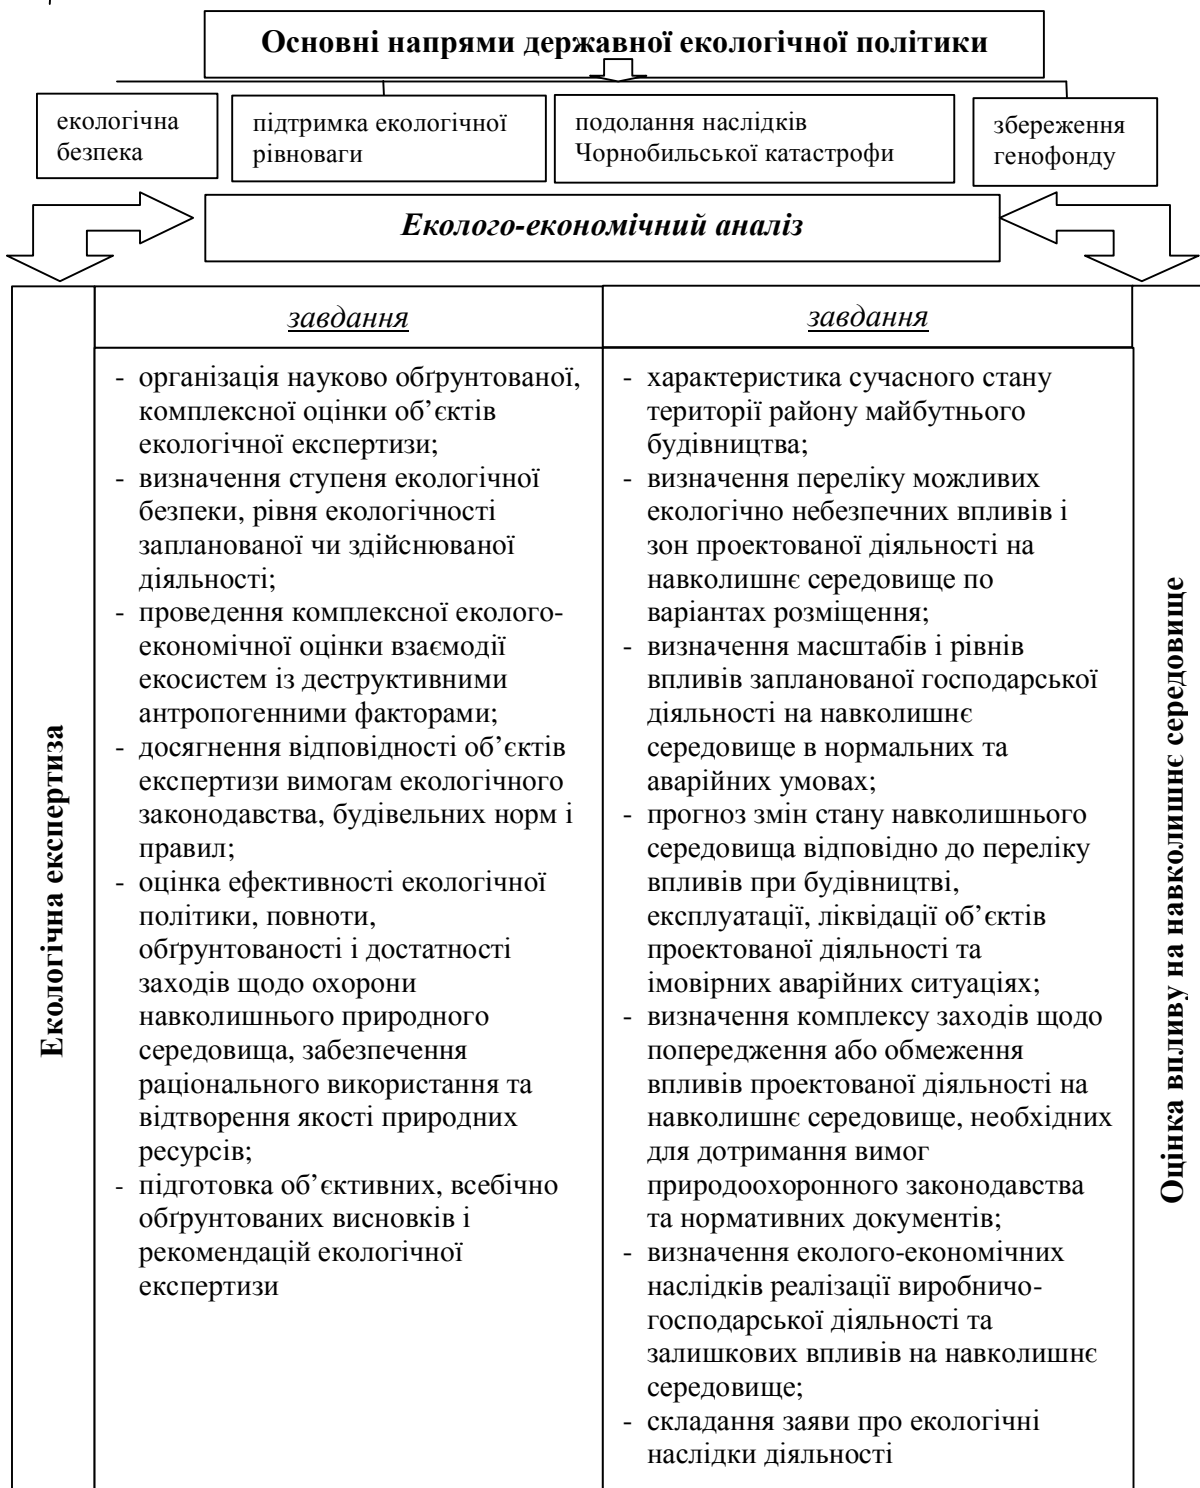 Основні напрями державної екологічної політики
екологічна
безпека
підтримка екологічної
рівноваги
подолання наслідків
Чорнобильської катастрофи
збереження
генофонду
Еколого-економічний аналіз
Екологічна експертиза
завдання
- організація науково обґрунтованої,
комплексної оцінки об’єктів
екологічної експертизи;
- визначення ступеня екологічної
безпеки, рівня екологічності
запланованої чи здійснюваної
діяльності;
- проведення комплексної еколого-
економічної оцінки взаємодії
екосистем із деструктивними
антропогенними факторами;
- досягнення відповідності об’єктів
експертизи вимогам екологічного
законодавства, будівельних норм і
правил;
- оцінка ефективності екологічної
політики, повноти,
обґрунтованості і достатності
заходів щодо охорони
навколишнього природного
середовища, забезпечення
раціонального використання та
відтворення якості природних
ресурсів;
- підготовка об’єктивних, всебічно
обґрунтованих висновків і
рекомендацій екологічної
експертизи
завдання
- характеристика сучасного стану
території району майбутнього
будівництва;
- визначення переліку можливих
екологічно небезпечних впливів і
зон проектованої діяльності на
навколишнє середовище по
варіантах розміщення;
- визначення масштабів і рівнів
впливів запланованої господарської
діяльності на навколишнє
середовище в нормальних та
аварійних умовах;
- прогноз змін стану навколишнього
середовища відповідно до переліку
впливів при будівництві,
експлуатації, ліквідації об’єктів
проектованої діяльності та
імовірних аварійних ситуаціях;
- визначення комплексу заходів щодо
попередження або обмеження
впливів проектованої діяльності на
навколишнє середовище, необхідних
для дотримання вимог
природоохоронного законодавства
та нормативних документів;
- визначення еколого-економічних
наслідків реалізації виробничо-
господарської діяльності та
залишкових впливів на навколишнє
середовище;
- складання заяви про екологічні
наслідки діяльності
Оцінка впливу на навколишнє середовище